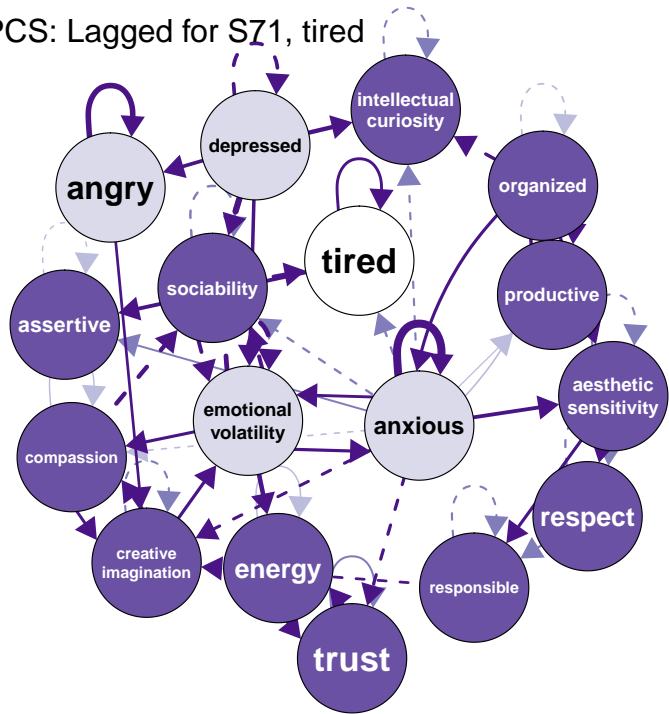 PCS: Lagged for S71, tired
intellectual
curiosity
depressed
angry
organized
tired
sociability
productive
assertive
aesthetic
sensitivity
emotional
volatility
anxious
compassion
respect
creative
imagination
energy
responsible
trust